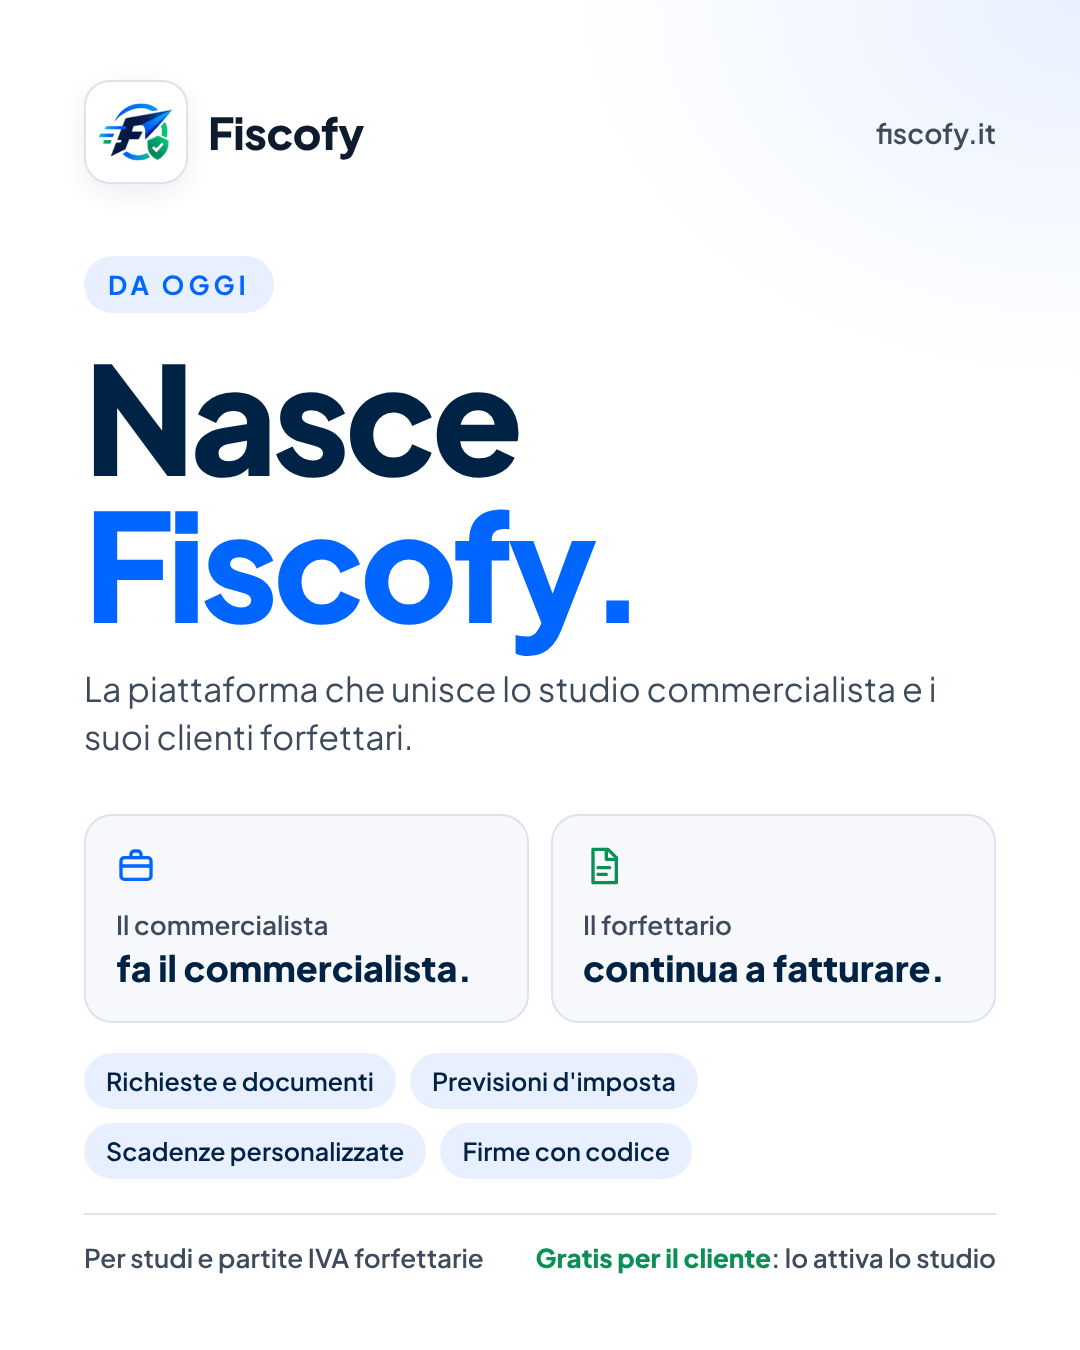 Fiscofy
fiscofy.it
DA OGGI
Nasce
Fiscofy.
La piattaforma che unisce lo studio commercialista e i
suoi clienti forfettari.
Il commercialista
fa il commercialista.
Il forfettario
continua a fatturare.
Richieste e documenti
Previsioni d'imposta
Scadenze personalizzate
Firme con codice
Per studi e partite IVA forfettarie
Gratis per il cliente: lo attiva lo studio